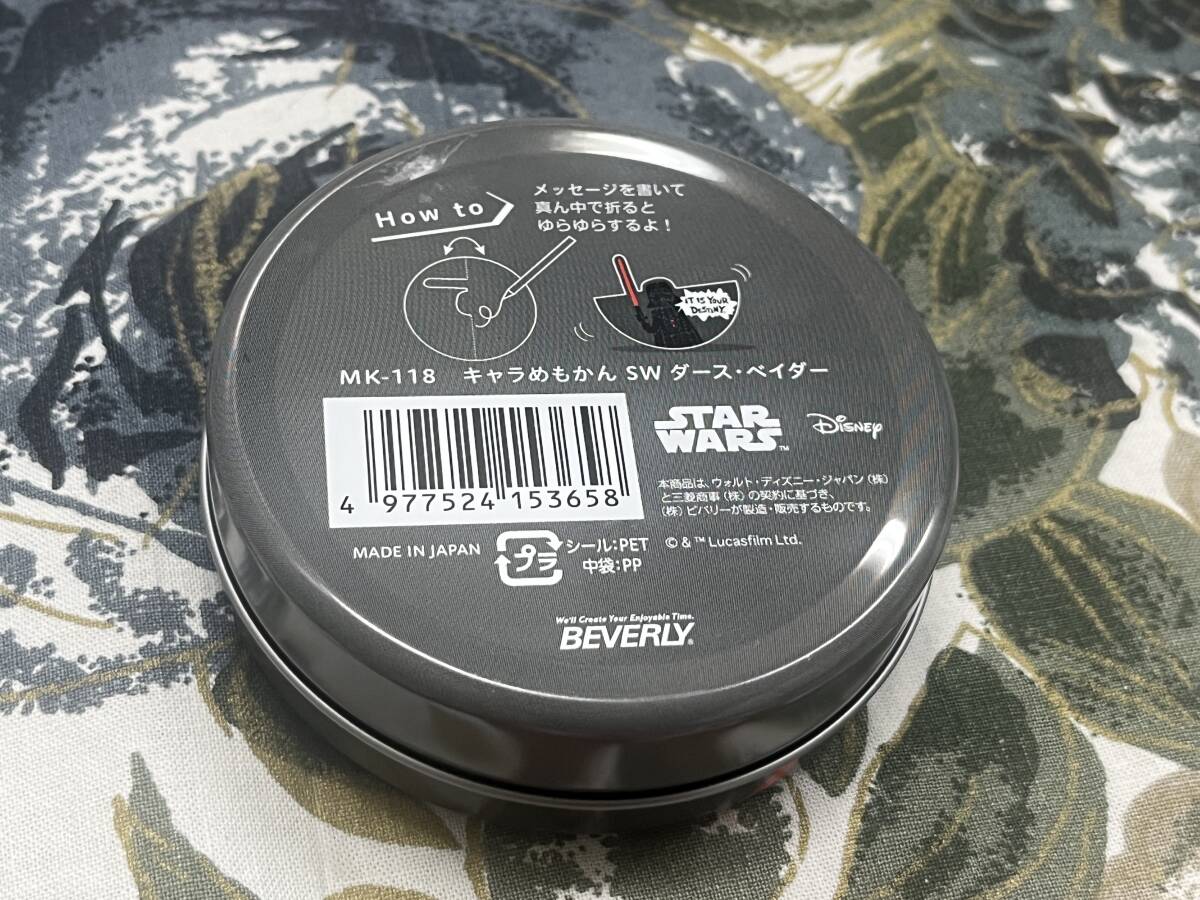 How to
メッセージを書いて
真ん中で折ると
ゆらゆらするよ!
IT IS YOUR
DESTINY.
MK-118 キャラめもかん SW ダース・ベイダー
STAR
WARS™
Disney
4 977524 153658
本商品は、ウォルト・ディズニー・ジャパン(株)
と三菱商事(株)の契約に基づき、
(株)ビバリーが製造・販売するものです。
MADE IN JAPAN
プラ
シール:PET
中袋:PP
© & ™ Lucasfilm Ltd.
We'll Create Your Enjoyable Time.
BEVERLY®